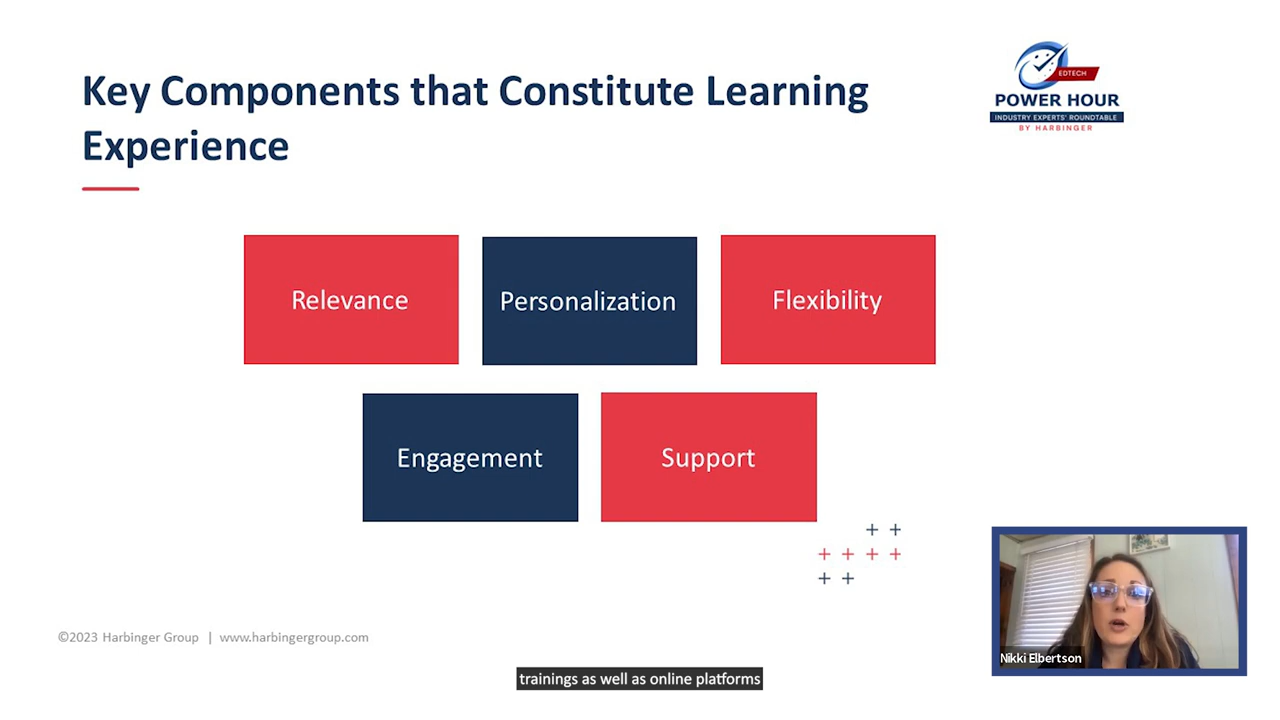 Key Components that Constitute Learning
Experience
EDTECH
POWER HOUR
INDUSTRY EXPERTS' ROUNDTABLE
BY HARBINGER
Relevance
Personalization
Flexibility
Engagement
Support
Nikki Elbertson
©2023 Harbinger Group | www.harbingergroup.com
trainings as well as online platforms